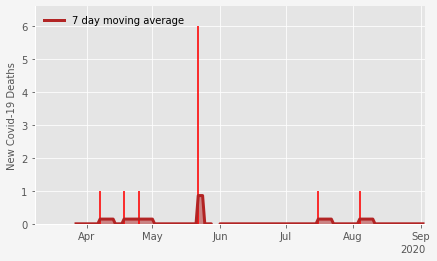 7 day moving average
New Covid-19 Deaths
6
5
4
3
2
1
0
Apr
May
Jun
Jul
Aug
Sep
2020